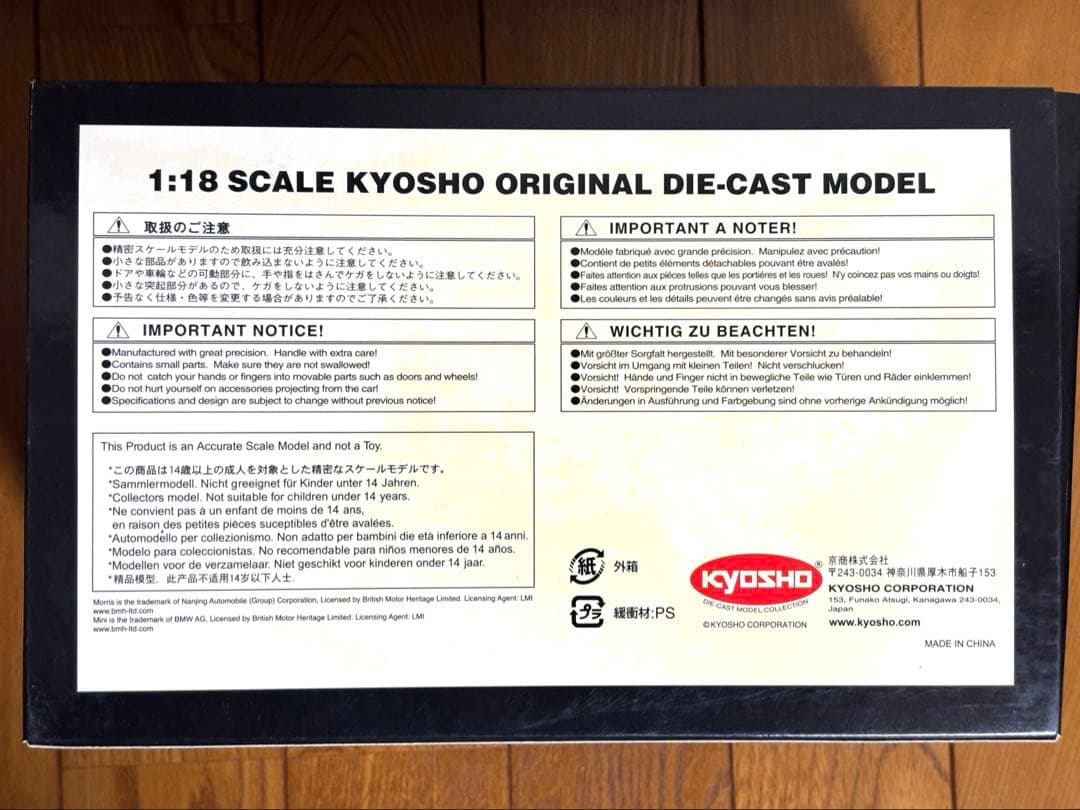 1:18 SCALE KYOSHO ORIGINAL DIE-CAST MODEL
取扱のご注意
●精密スケールモデルのため取扱には充分注意してください。
●小さな部品がありますので飲み込まないように注意してください。
●ドアや車輪などの可動部分に、手や指をはさんでケガをしないように注意してください。
●小さな突起部分があるので、ケガをしないように注意してください。
●予告なく仕様・色等を変更する場合がありますのでご了承ください。
IMPORTANT A NOTER!
●Modéle fabriqué avec grande précision. Manipulez avec précaution!
●Contient de petits éléments détachables pouvant étre avalés!
●Faites attention aux piéces telles que les portiéres et les roues! N'y coincez pas vos mains ou doigts!
●Faites attention aux protrusions pouvant vous blesser!
●Les couleurs et les détails peuvent étre changés sans avis préalable!
IMPORTANT NOTICE!
●Manufactured with great precision. Handle with extra care!
●Contains small parts. Make sure they are not swallowed!
●Do not catch your hands or fingers into movable parts such as doors and wheels!
●Do not hurt yourself on accessories projecting from the car!
●Specifications and design are subject to change without previous notice!
WICHTIG ZU BEACHTEN!
●Mit größter Sorgfalt hergestellt. Mit besonderer Vorsicht zu behandeln!
●Vorsicht im Umgang mit kleinen Teilen! Nicht verschlucken!
●Vorsicht! Hände und Finger nicht in bewegliche Teile wie Türen und Räder einklemmen!
●Vorsicht! Vorspringende Teile können verletzen!
●Änderungen in Ausführung und Farbgebung sind ohne vorherige Ankündigung möglich!
This Product is an Accurate Scale Model and not a Toy.
*この商品は14歳以上の成人を対象とした精密なスケールモデルです。
*Sammlermodell. Nicht greeignet für Kinder unter 14 Jahren.
*Collectors model. Not suitable for children under 14 years.
*Ne convient pas à un enfant de moins de 14 ans,
en raison des petites pièces suceptibles d'être avalées.
*Automodello per collezionismo. Non adatto per bambini die età inferiore a 14 anni.
*Modelo para coleccionistas. No recomendable para niños menores de 14 años.
*Modellen voor de verzamelaar. Niet geschikt voor kinderen onder 14 jaar.
*精品模型. 此产品不适用14岁以下人士.
Morris is the trademark of Nanjing Automobile (Group) Corporation, Licensed by British Motor Heritage Limited. Licensing Agent: LMI
www.bmh-ltd.com
Mini is the trademark of BMW AG, Licensed by British Motor Heritage Limited. Licensing Agent: LMI
www.bmh-ltd.com
紙 外箱
プラ 緩衝材:PS
KYOSHO®
DIE-CAST MODEL COLLECTION
©KYOSHO CORPORATION
京商株式会社
〒243-0034 神奈川県厚木市船子153
KYOSHO CORPORATION
153, Funako Atsugi, Kanagawa 243-0034,
Japan
www.kyosho.com
MADE IN CHINA